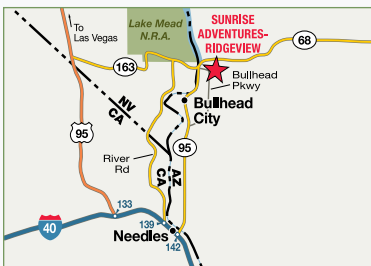 To
Las Vegas
Lake Mead
N.R.A.
SUNRISE
ADVENTURES-
RIDGEVIEW
68
163
Bullhead
Pkwy
NV
CA
Bullhead
City
95
95
River
Rd
AZ
CA
133
40
139
Needles
142